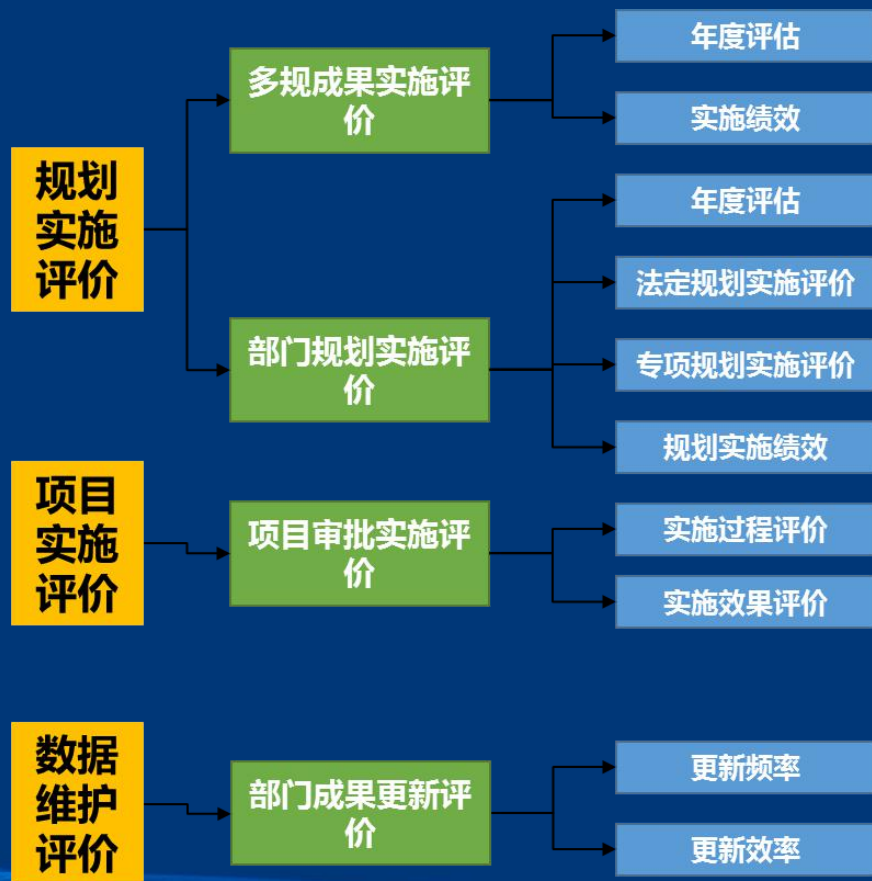 规划
实施
评价
多规成果实施评
价
年度评估
实施绩效
部门规划实施评
价
年度评估
法定规划实施评价
专项规划实施评价
规划实施绩效
项目
实施
评价
项目审批实施评
价
实施过程评价
实施效果评价
数据
维护
评价
部门成果更新评
价
更新频率
更新效率